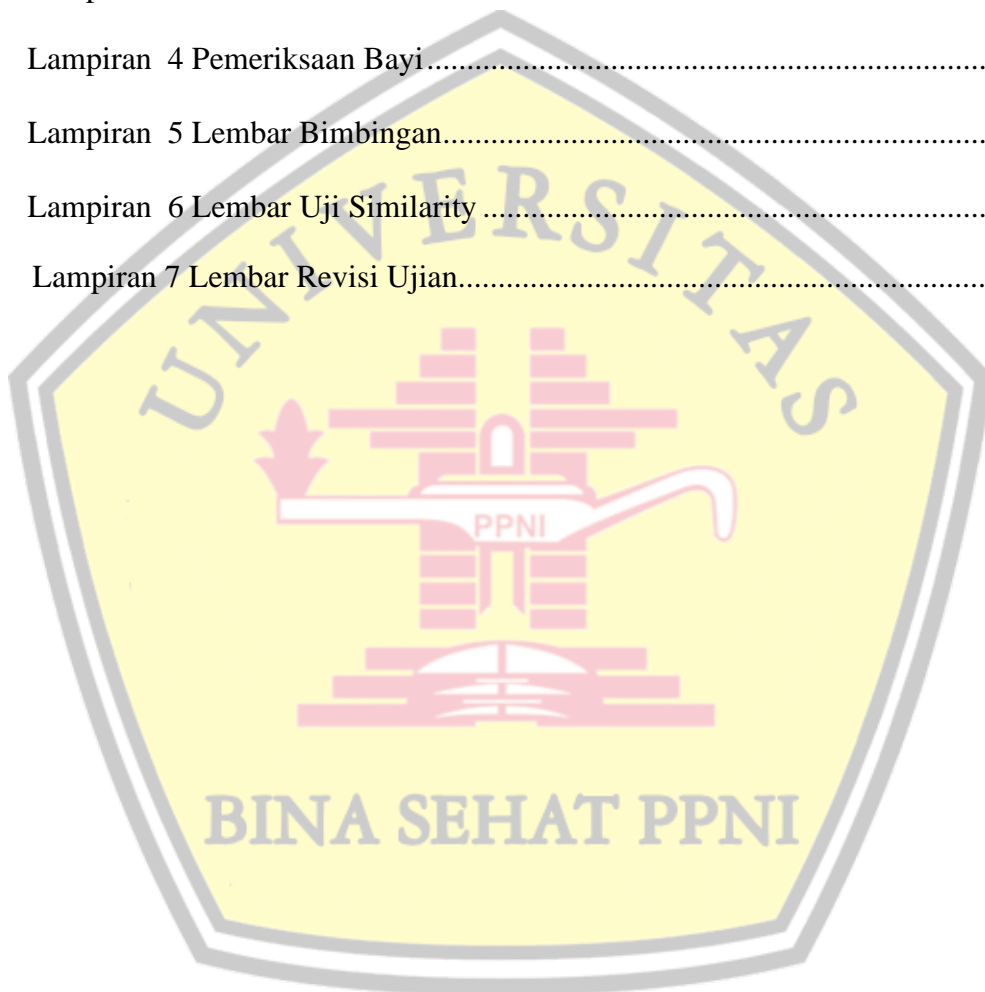 Lampiran  4 Pemeriksaan Bayi......................................................................
Lampiran  5 Lembar Bimbingan....................................................................
Lampiran  6 Lembar Uji Similarity ...............................................................
Lampiran 7 Lembar Revisi Ujian..................................................................
UNIVERSITAS
PPNI
BINA SEHAT PPNI